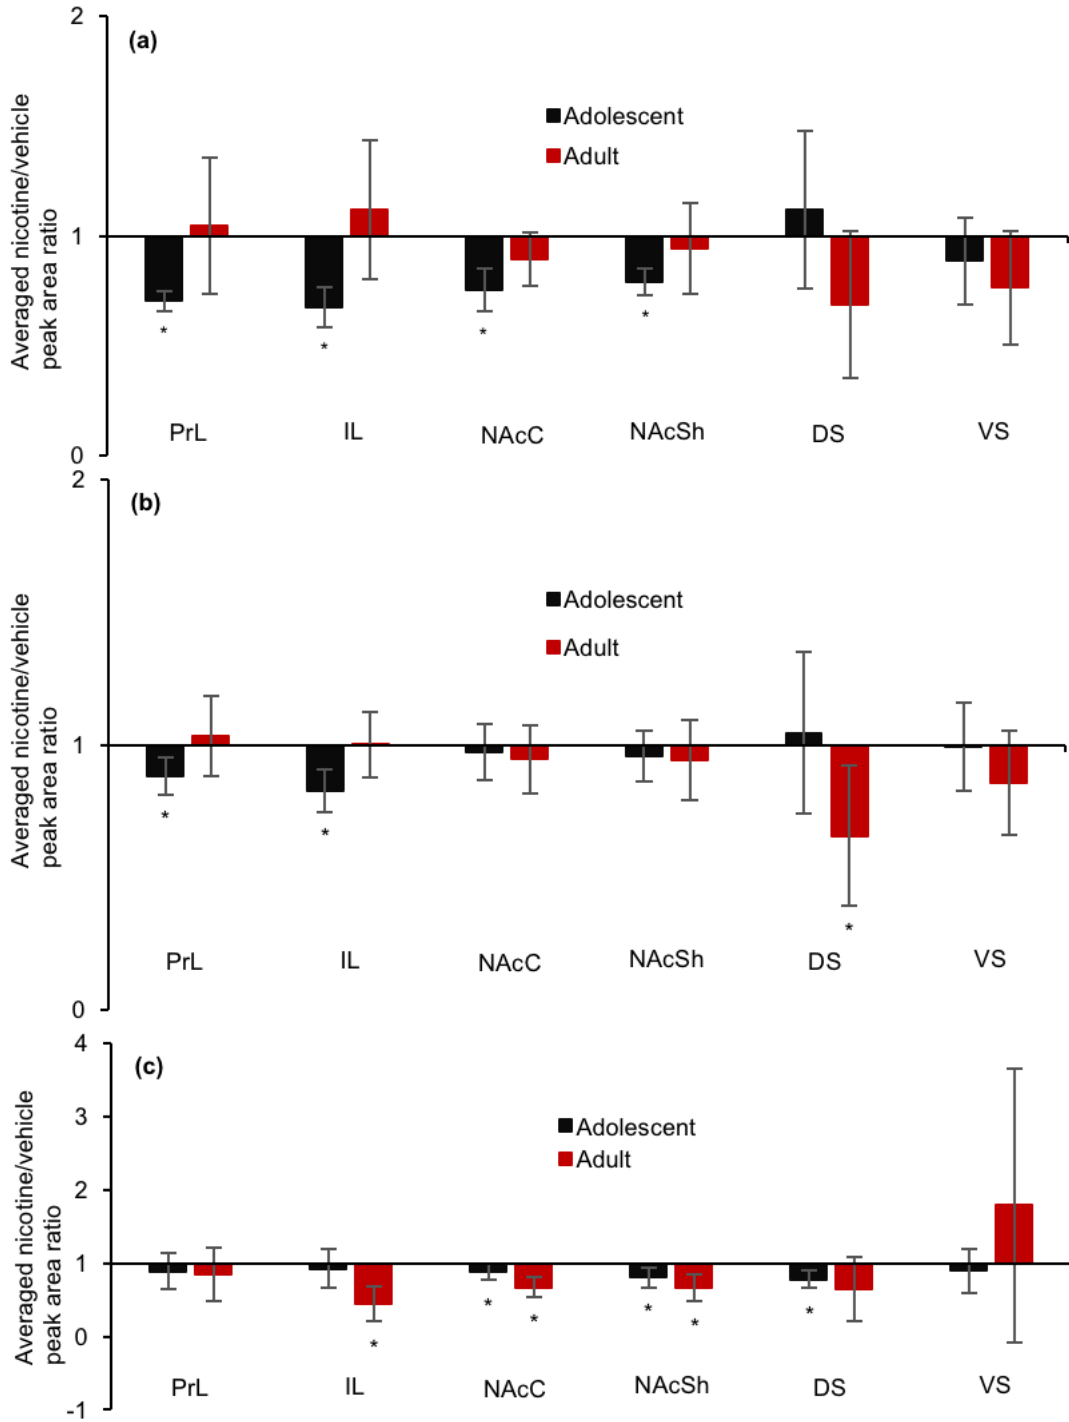 2
(a)
Averaged nicotine/vehicle
peak area ratio
Adolescent
Adult
1
*
*
*
*
PrL
IL
NAcC
NAcSh
DS
VS
0
2
(b)
Averaged nicotine/vehicle
peak area ratio
Adolescent
Adult
1
*
*
*
PrL
IL
NAcC
NAcSh
DS
VS
0
4
(c)
Averaged nicotine/vehicle
peak area ratio
3
Adolescent
Adult
2
1
*
*
*
*
*
*
0
PrL
IL
NAcC
NAcSh
DS
VS
-1